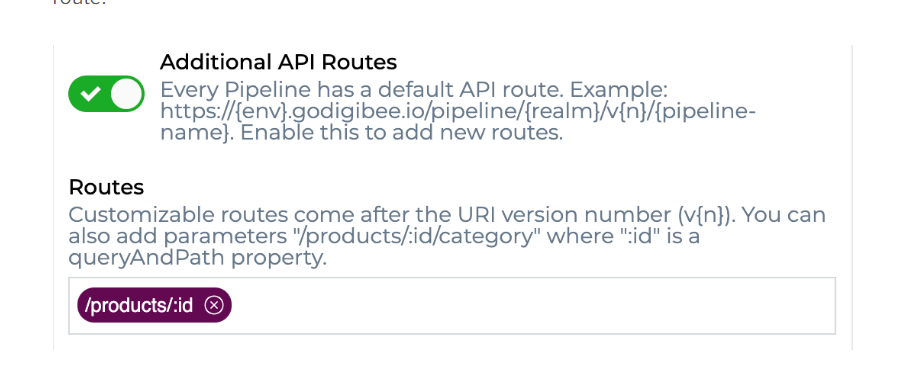 route.
Additional API Routes
Every Pipeline has a default API route. Example:
https://{env}.godigibee.io/pipeline/{realm}/v{n}/{pipeline-
name}. Enable this to add new routes.
Routes
Customizable routes come after the URI version number (v{n}). You can
also add parameters "/products/:id/category" where ":id" is a
queryAndPath property.
/products/:id